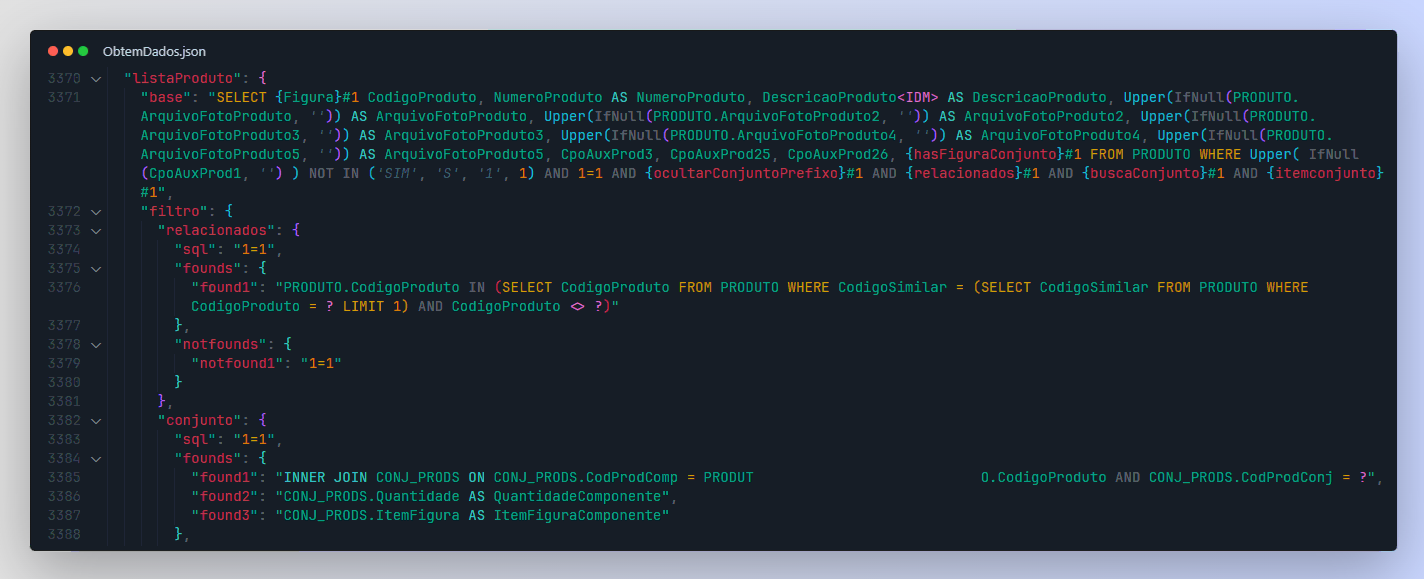 ObtemDados.json
3370 "listaProduto": {
3371 "base": "SELECT {Figura}#1 CodigoProduto, NumeroProduto AS NumeroProduto, DescricaoProduto<IDM> AS DescricaoProduto, Upper(IfNull(PRODUTO.
ArquivoFotoProduto, '')) AS ArquivoFotoProduto, Upper(IfNull(PRODUTO.ArquivoFotoProduto2, '')) AS ArquivoFotoProduto2, Upper(IfNull(PRODUTO.
ArquivoFotoProduto3, '')) AS ArquivoFotoProduto3, Upper(IfNull(PRODUTO.ArquivoFotoProduto4, '')) AS ArquivoFotoProduto4, Upper(IfNull(PRODUTO.
ArquivoFotoProduto5, '')) AS ArquivoFotoProduto5, CpoAuxProd3, CpoAuxProd25, CpoAuxProd26, {hasFiguraConjunto}#1 FROM PRODUTO WHERE Upper( IfNull
(CpoAuxProd1, '') ) NOT IN ('SIM', 'S', '1', 1) AND 1=1 AND {ocultarConjuntoPrefixo}#1 AND {relacionados}#1 AND {buscaConjunto}#1 AND {itemconjunto}
#1",
3372 "filtro": {
3373 "relacionados": {
3374 "sql": "1=1",
3375 "founds": {
3376 "found1": "PRODUTO.CodigoProduto IN (SELECT CodigoProduto FROM PRODUTO WHERE CodigoSimilar = (SELECT CodigoSimilar FROM PRODUTO WHERE
CodigoProduto = ? LIMIT 1) AND CodigoProduto <> ?)"
3377 },
3378 "notfounds": {
3379 "notfound1": "1=1"
3380 }
3381 },
3382 "conjunto": {
3383 "sql": "1=1",
3384 "founds": {
3385 "found1": "INNER JOIN CONJ_PRODS ON CONJ_PRODS.CodProdComp = PRODUT O.CodigoProduto AND CONJ_PRODS.CodProdConj = ?",
3386 "found2": "CONJ_PRODS.Quantidade AS QuantidadeComponente",
3387 "found3": "CONJ_PRODS.ItemFigura AS ItemFiguraComponente"
3388 },